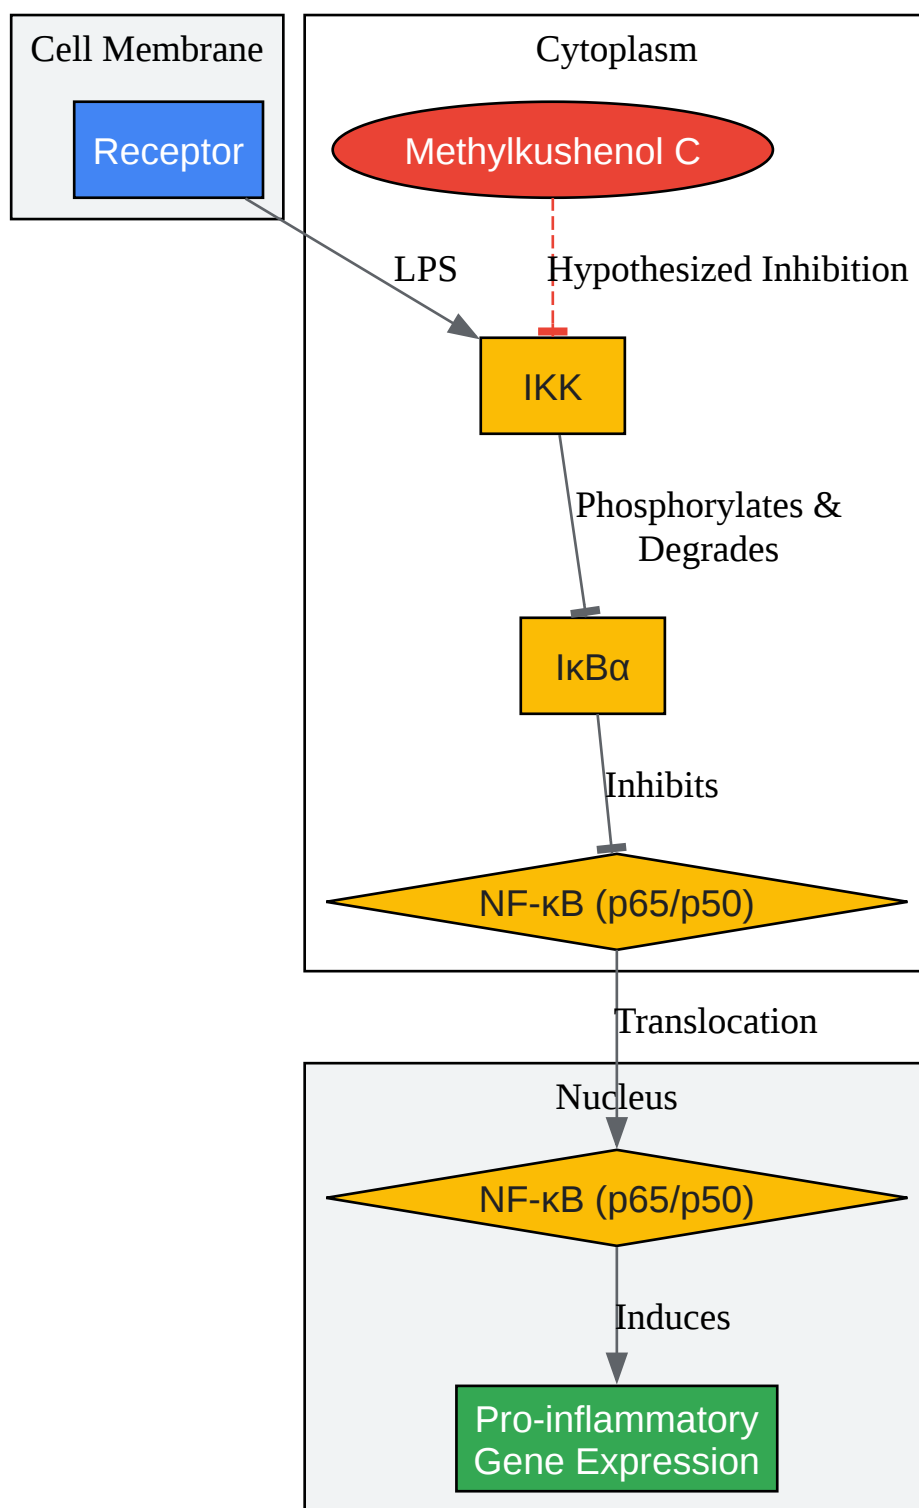 Cell Membrane
Cytoplasm
Receptor
Methylkushenol C
LPS
Hypothesized Inhibition
IKK
Phosphorylates &
Degrades
IκBα
Inhibits
NF-κB (p65/p50)
Translocation
Nucleus
NF-κB (p65/p50)
Induces
Pro-inflammatory
Gene Expression